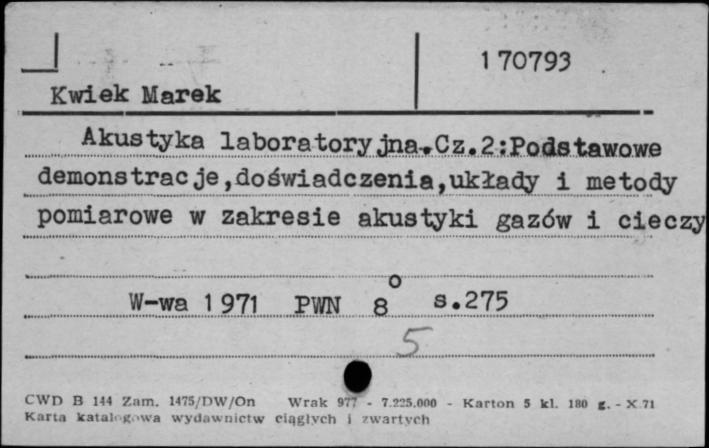 170793
Kwiek Marek
Akustyka laboratoryjna.Cz.2:Podstawowe
demonstracje,doświadczenia,układy i metody
pomiarowe w zakresie akustyki gazów i cieczy
W-wa 1971 PWN 8° s.275
5
CWD B 144 Zam. 1475/DW/On Wrak 977 - 7.225.000 - Karton 5 kl. 180 g. - X 71
Karta katalogowa wydawnictw ciągłych i zwartych